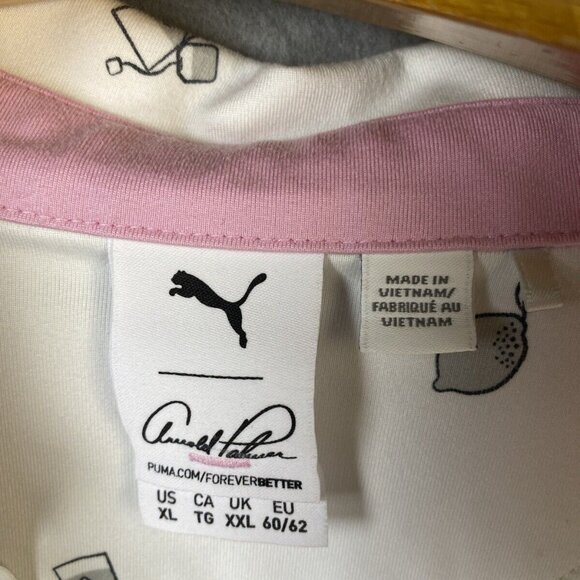 Arnold Palmer
PUMA.COM/FOREVERBETTER
US CA UK EU
XL TG XXL 60/62
MADE IN
VIETNAM/
FABRIQUÉ AU
VIETNAM